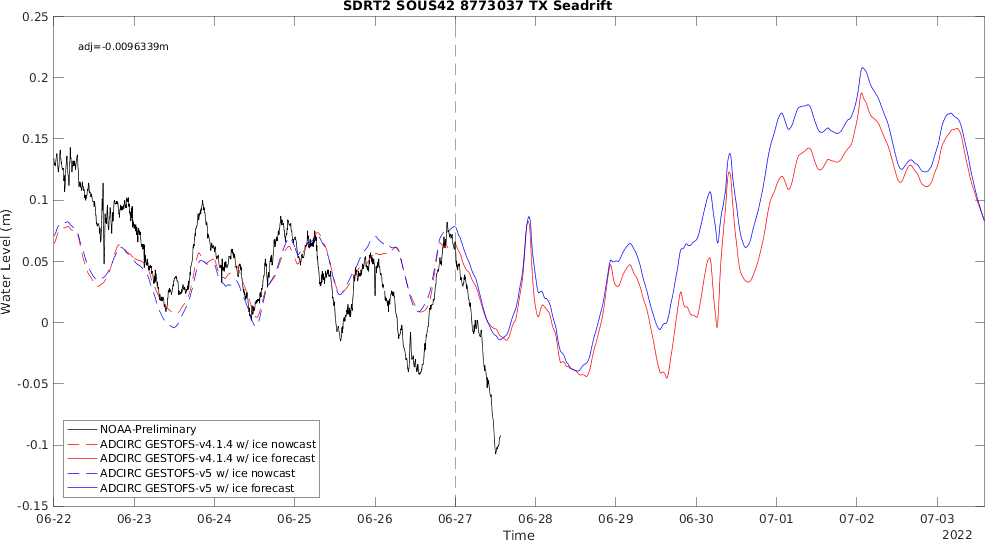 SDRT2 SOUS42 8773037 TX Seadrift
adj=-0.0096339m
Water Level (m)
0.25
0.2
0.15
0.1
0.05
0
-0.05
-0.1
-0.15
NOAA-Preliminary
ADCIRC GESTOFS-v4.1.4 w/ ice nowcast
ADCIRC GESTOFS-v4.1.4 w/ ice forecast
ADCIRC GESTOFS-v5 w/ ice nowcast
ADCIRC GESTOFS-v5 w/ ice forecast
06-22 06-23 06-24 06-25 06-26 06-27 06-28 06-29 06-30 07-01 07-02 07-03
Time
2022